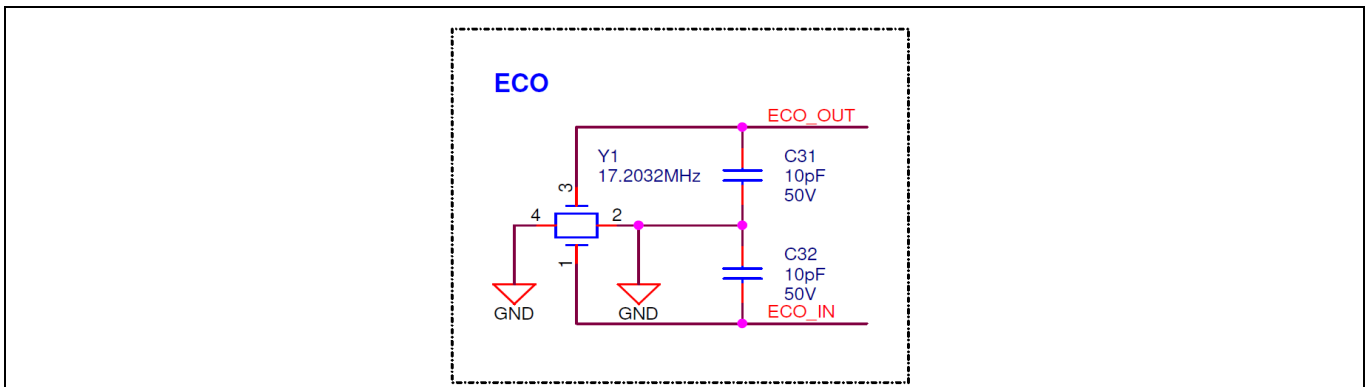 ECO
ECO_OUT
Y1
17.2032MHz
C31
10pF
50V
3
4
2
1
C32
10pF
50V
GND
GND
ECO_IN